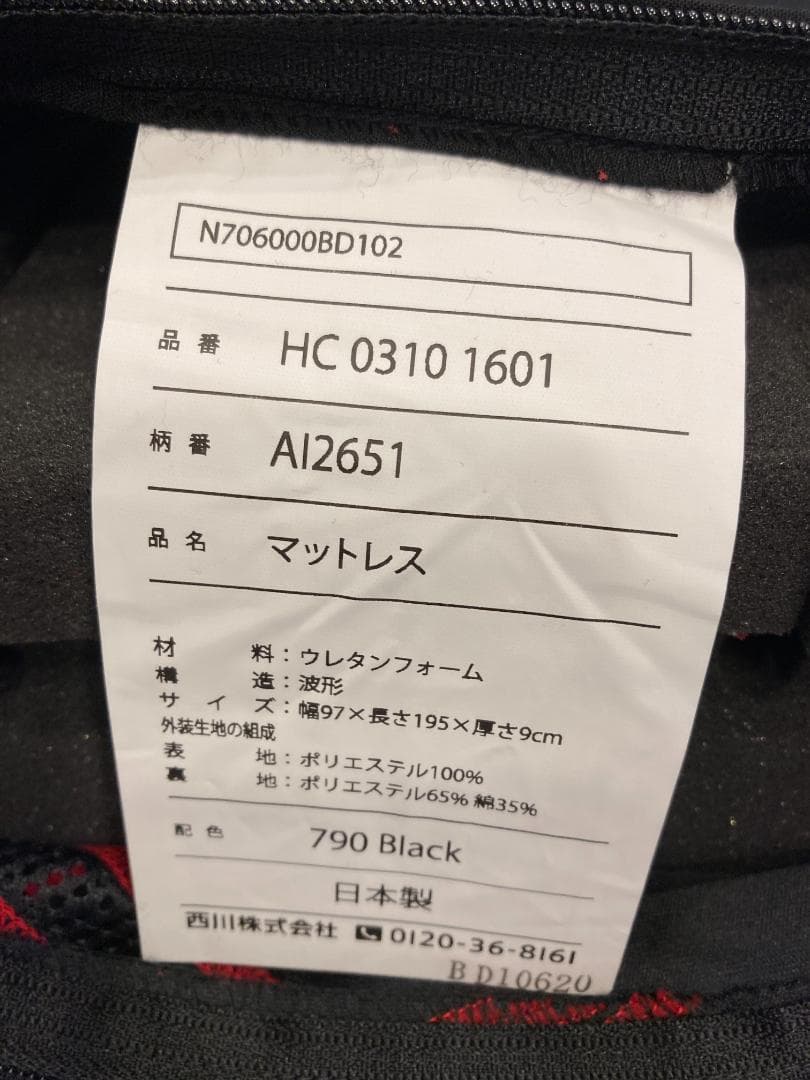 N706000BD102
品番 HC 0310 1601
柄番 AI2651
品名 マットレス
材料：ウレタンフォーム
構造：波形
サイズ：幅97×長さ195×厚さ9cm
外装生地の組成
表地：ポリエステル100%
裏地：ポリエステル65% 綿35%
配色 790 Black
日本製
西川株式会社 📞0120-36-8161
BD10620